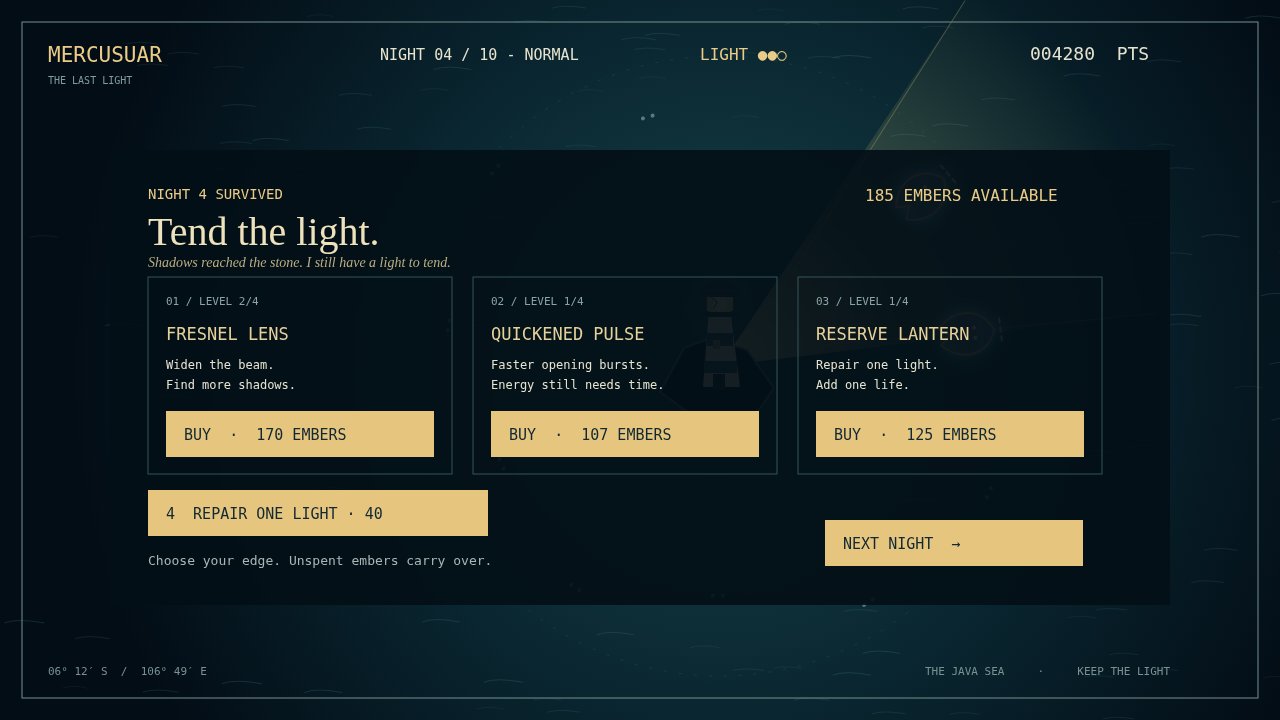 MERCUSUAR
THE LAST LIGHT
NIGHT 04 / 10 - NORMAL
LIGHT ●●○
004280 PTS
NIGHT 4 SURVIVED
185 EMBERS AVAILABLE
Tend the light.
Shadows reached the stone. I still have a light to tend.
01 / LEVEL 2/4
FRESNEL LENS
Widen the beam.
Find more shadows.
BUY · 170 EMBERS
02 / LEVEL 1/4
QUICKENED PULSE
Faster opening bursts.
Energy still needs time.
BUY · 107 EMBERS
03 / LEVEL 1/4
RESERVE LANTERN
Repair one light.
Add one life.
BUY · 125 EMBERS
4 REPAIR ONE LIGHT · 40
NEXT NIGHT →
Choose your edge. Unspent embers carry over.
06° 12′ S / 106° 49′ E
THE JAVA SEA · KEEP THE LIGHT